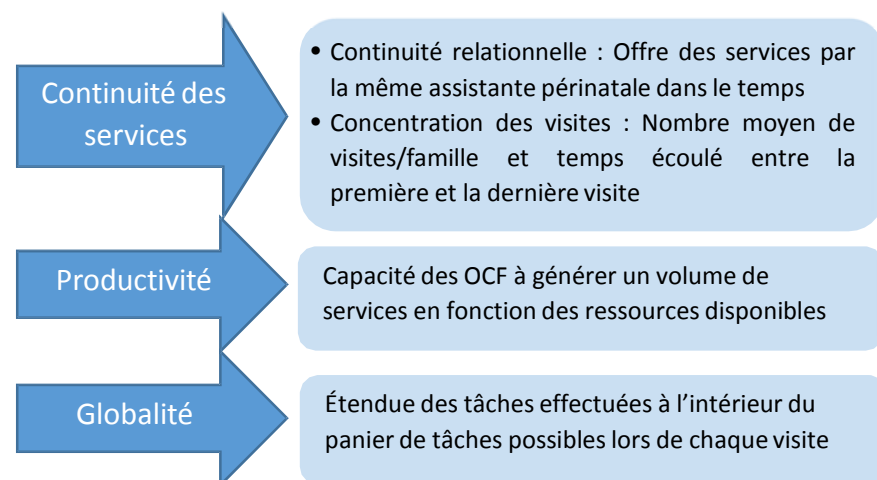 Continuité des
services
• Continuité relationnelle : Offre des services par
la même assistante périnatale dans le temps
• Concentration des visites : Nombre moyen de
visites/famille et temps écoulé entre la
première et la dernière visite
Productivité
Capacité des OCF à générer un volume de
services en fonction des ressources disponibles
Globalité
Étendue des tâches effectuées à l’intérieur du
panier de tâches possibles lors de chaque visite